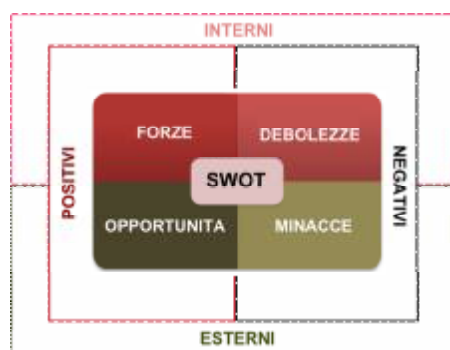 INTERNI
FORZE
DEBOLEZZE
POSITIVI
SWOT
NEGATIVI
OPPORTUNITA
MINACCE
ESTERNI